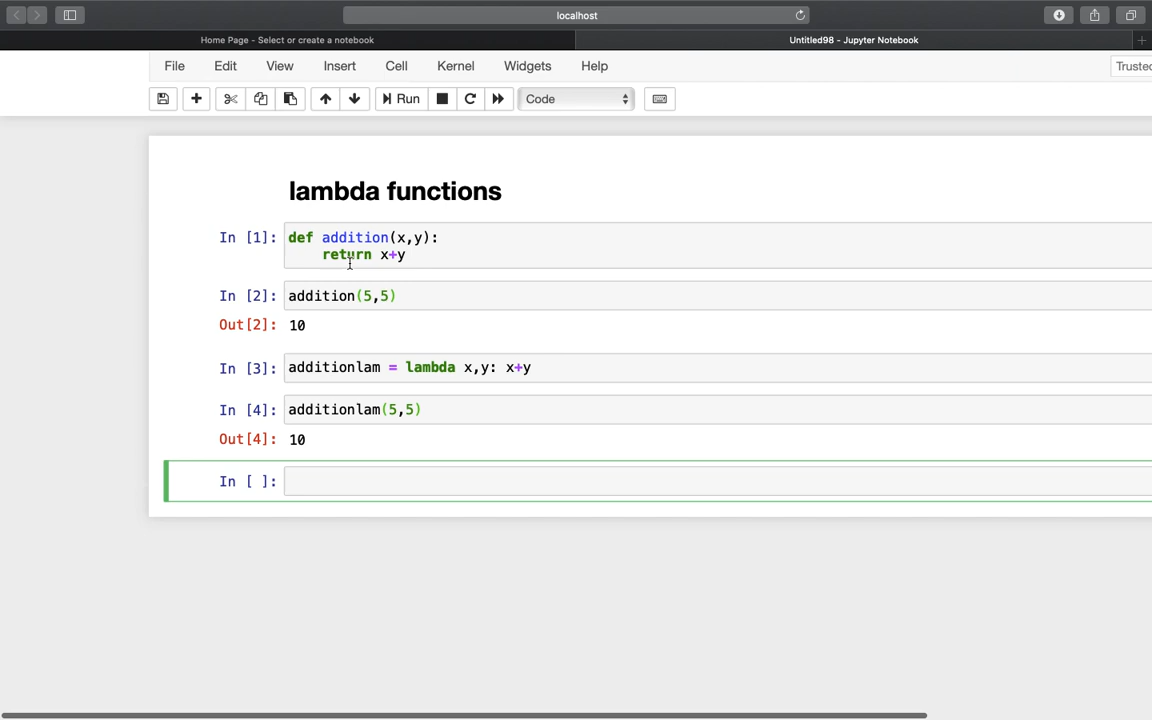 localhost
Home Page - Select or create a notebook
Untitled98 - Jupyter Notebook
File Edit View Insert Cell Kernel Widgets Help
Run Code
lambda functions
In [1]: def addition(x,y):
return x+y
In [2]: addition(5,5)
Out[2]: 10
In [3]: additionlam = lambda x,y: x+y
In [4]: additionlam(5,5)
Out[4]: 10
In [ ]: